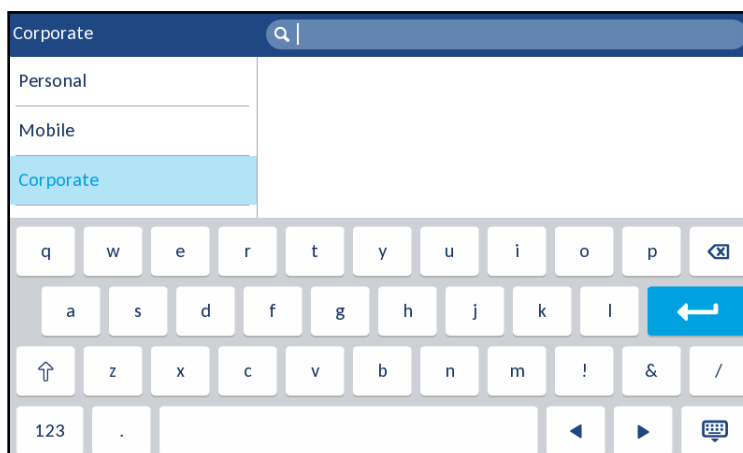 Corporate
Personal
Mobile
Corporate
q w e r t y u i o p
a s d f g h j k l
z x c v b n m ! & /
123 .